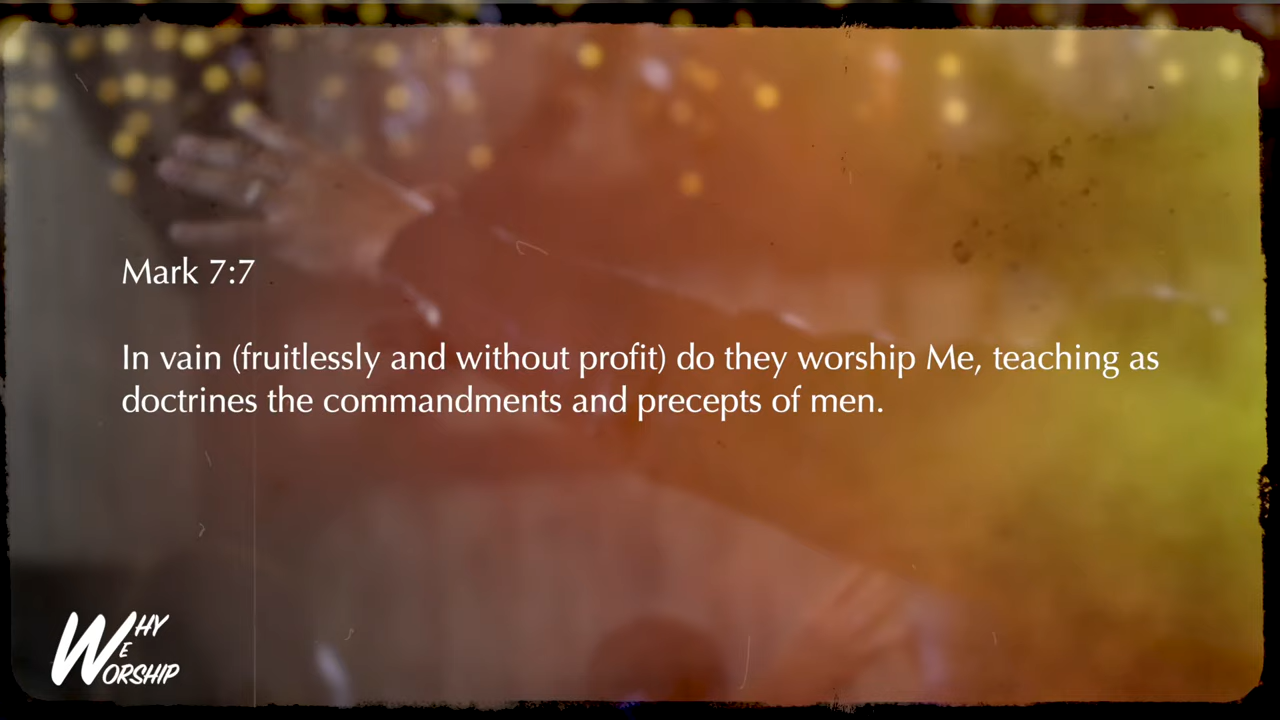 Mark 7:7
In vain (fruitlessly and without profit) do they worship Me, teaching as
doctrines the commandments and precepts of men.
WHY
WE
WORSHIP